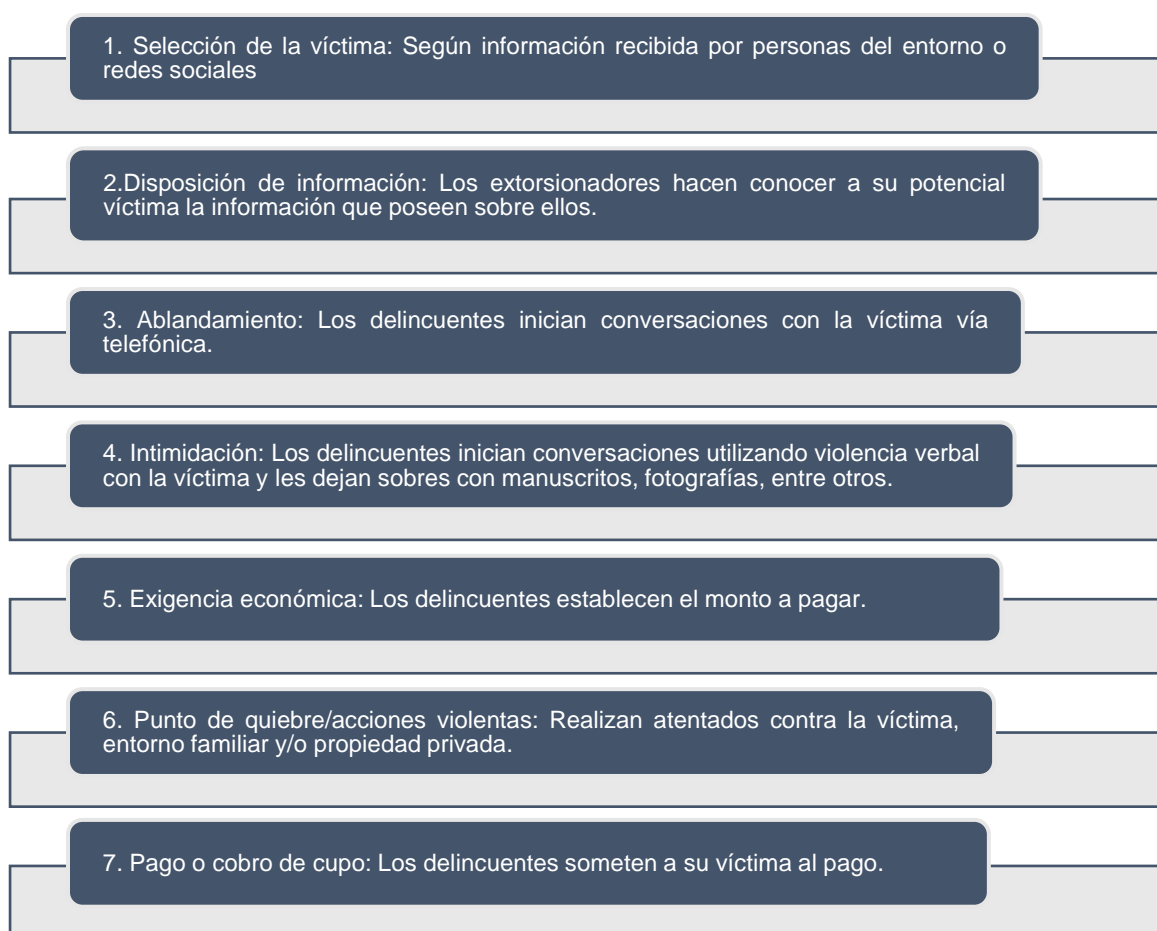 1. Selección de la víctima: Según información recibida por personas del entorno o
redes sociales
2.Disposición de información: Los extorsionadores hacen conocer a su potencial
víctima la información que poseen sobre ellos.
3. Ablandamiento: Los delincuentes inician conversaciones con la víctima vía
telefónica.
4. Intimidación: Los delincuentes inician conversaciones utilizando violencia verbal
con la víctima y les dejan sobres con manuscritos, fotografías, entre otros.
5. Exigencia económica: Los delincuentes establecen el monto a pagar.
6. Punto de quiebre/acciones violentas: Realizan atentados contra la víctima,
entorno familiar y/o propiedad privada.
7. Pago o cobro de cupo: Los delincuentes someten a su víctima al pago.